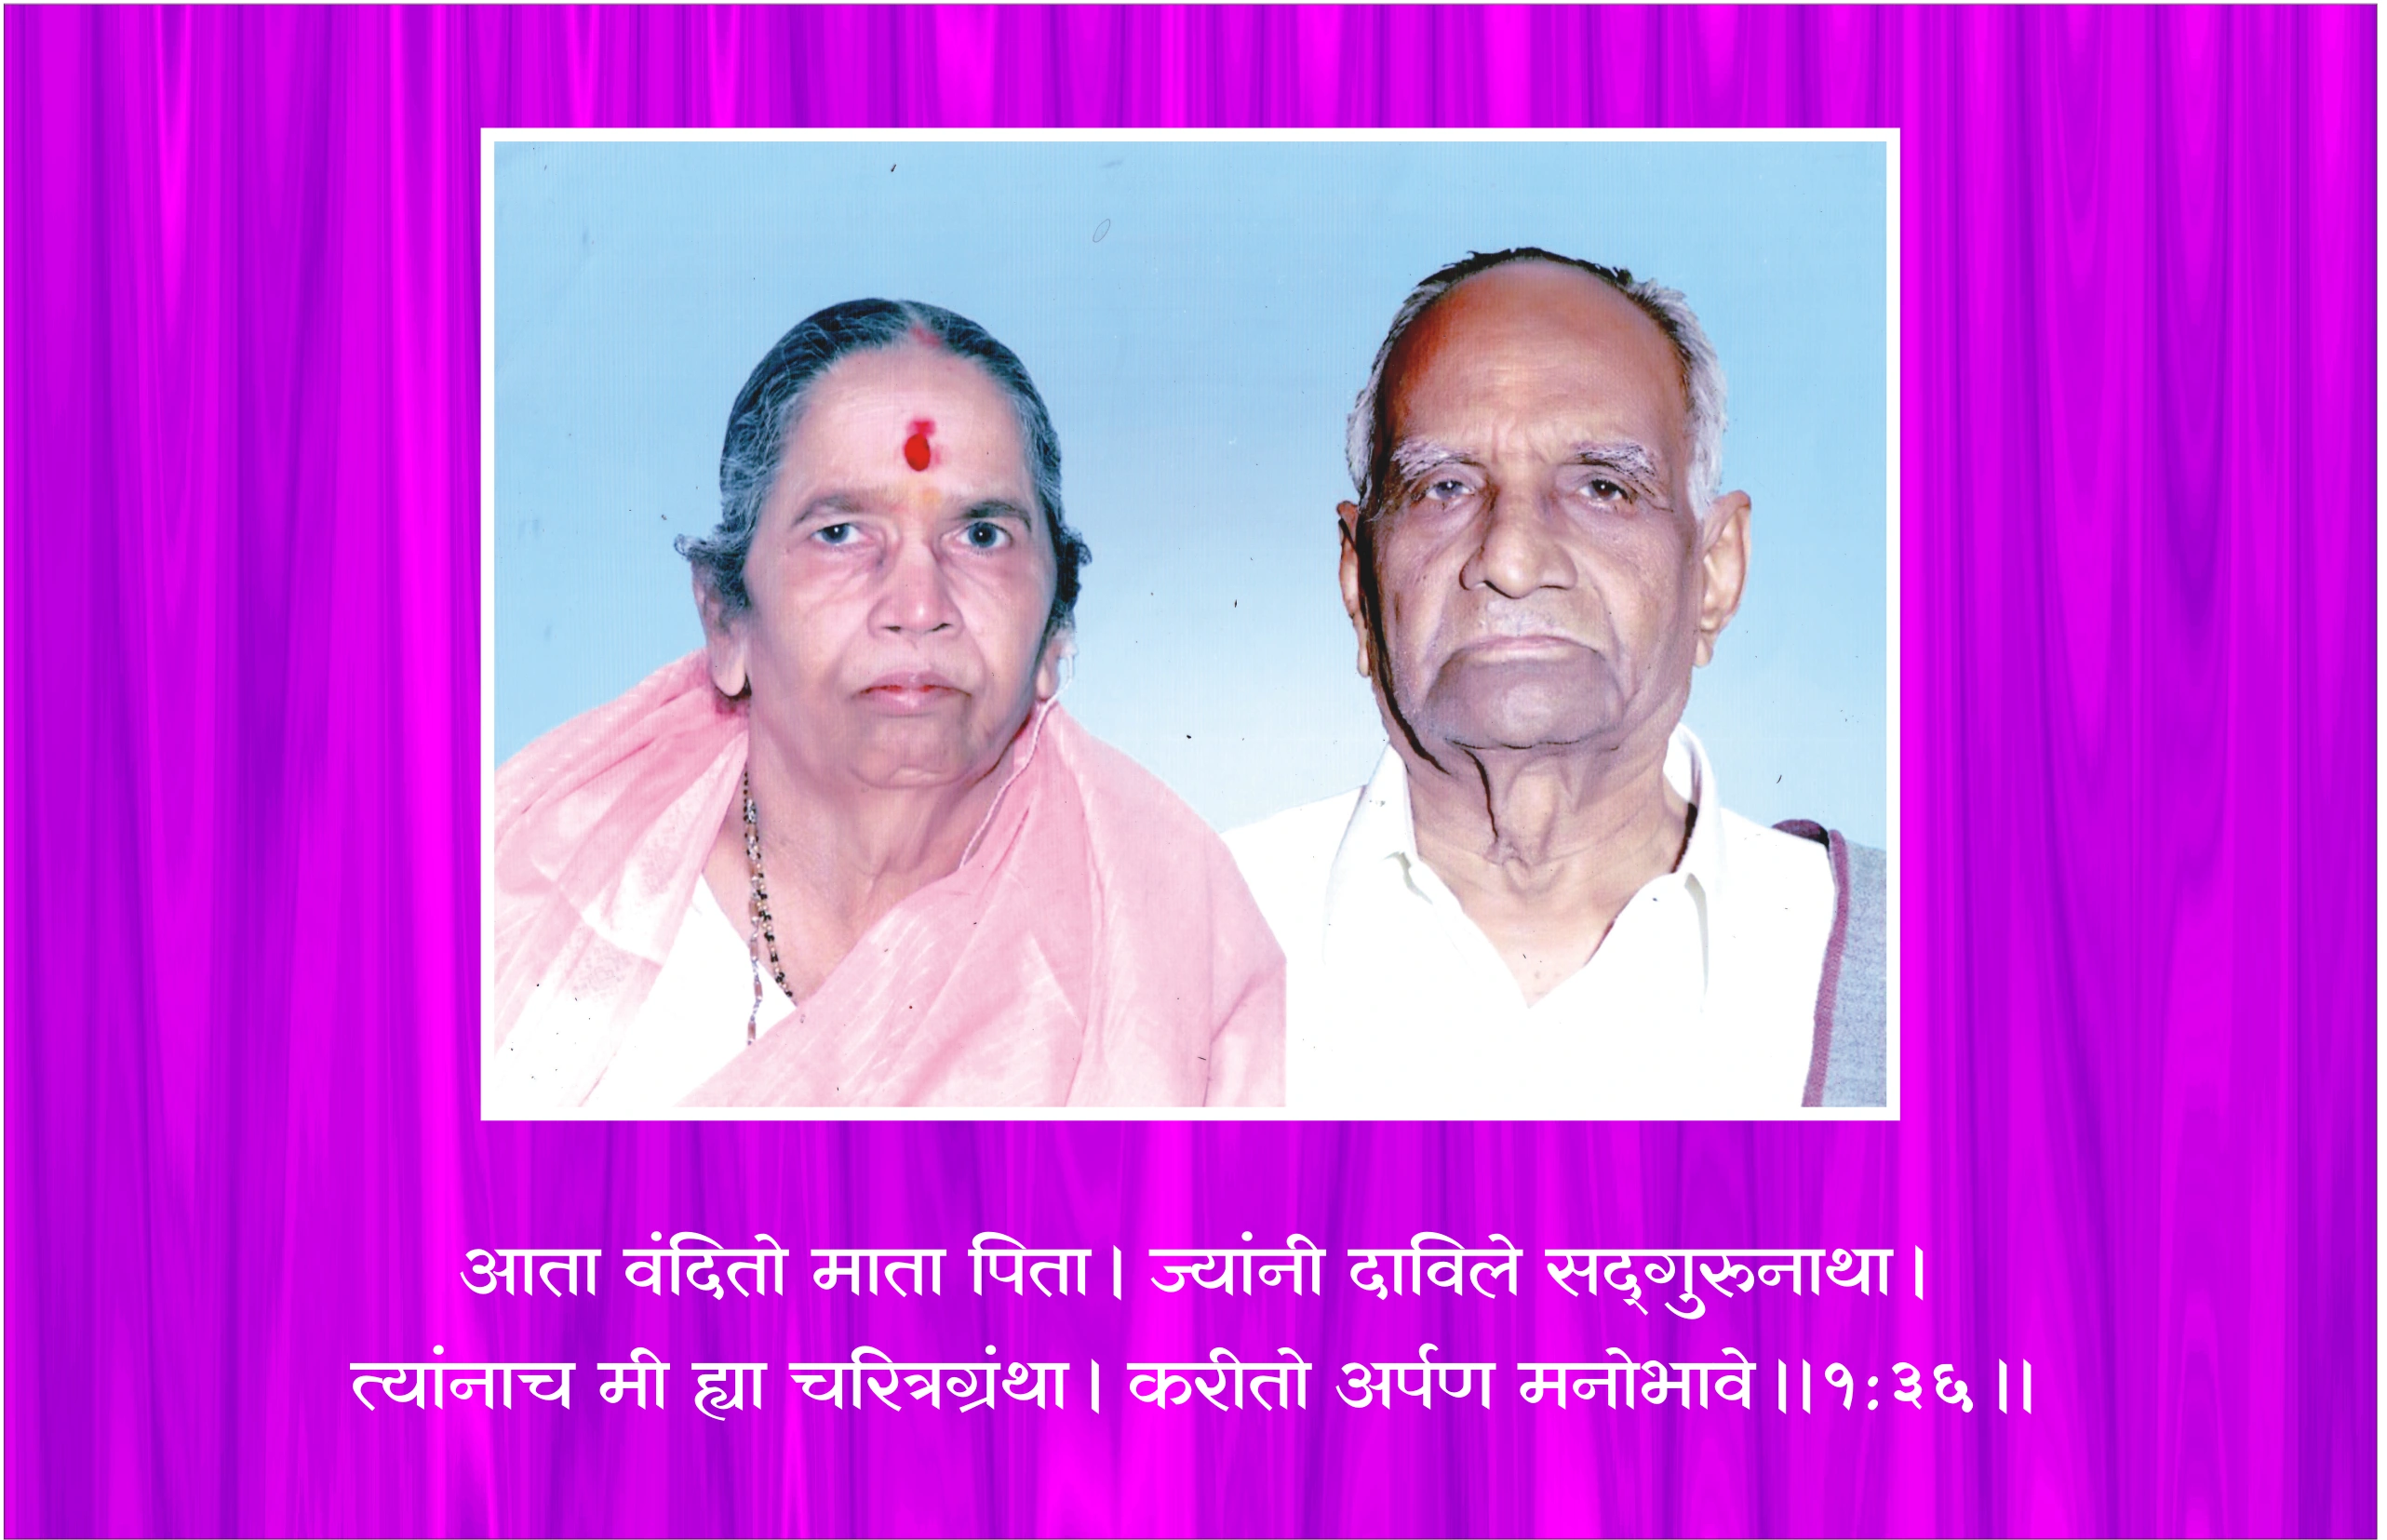 आता वंदितो माता पिता। ज्यांनी दाविले सद्‌गुरुनाथा।
त्यांनाच मी ह्या चरित्रग्रंथा। करीतो अर्पण मनोभावे।।१:३६।।